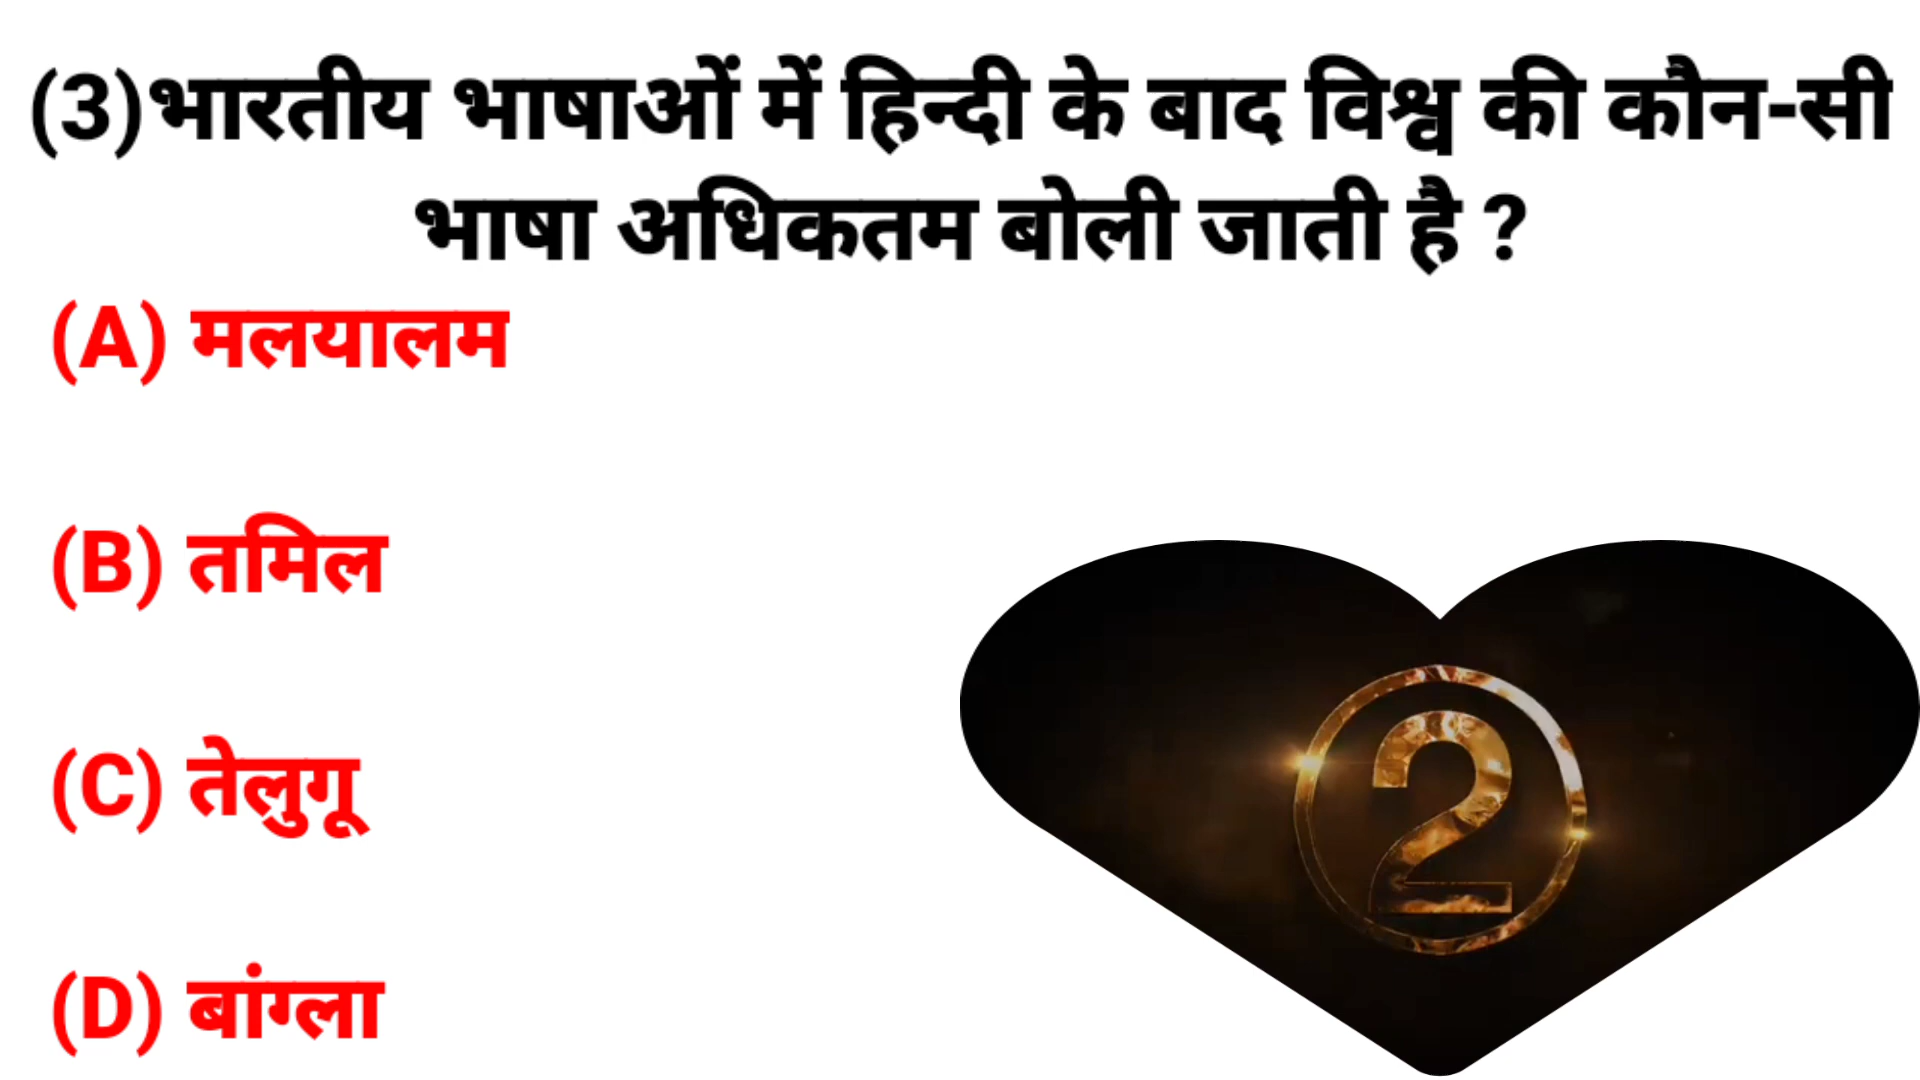 (3)भारतीय भाषाओं में हिन्दी के बाद विश्व की कौन-सी
भाषा अधिकतम बोली जाती है ?
(A) मलयालम
(B) तमिल
(C) तेलुगू
(D) बांग्ला
2